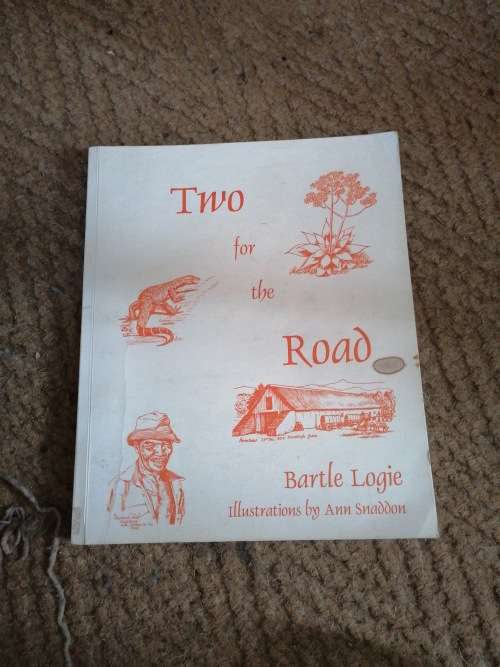 Two
for
the
Road
Bartle Logie
Illustrations by Ann Snaddon